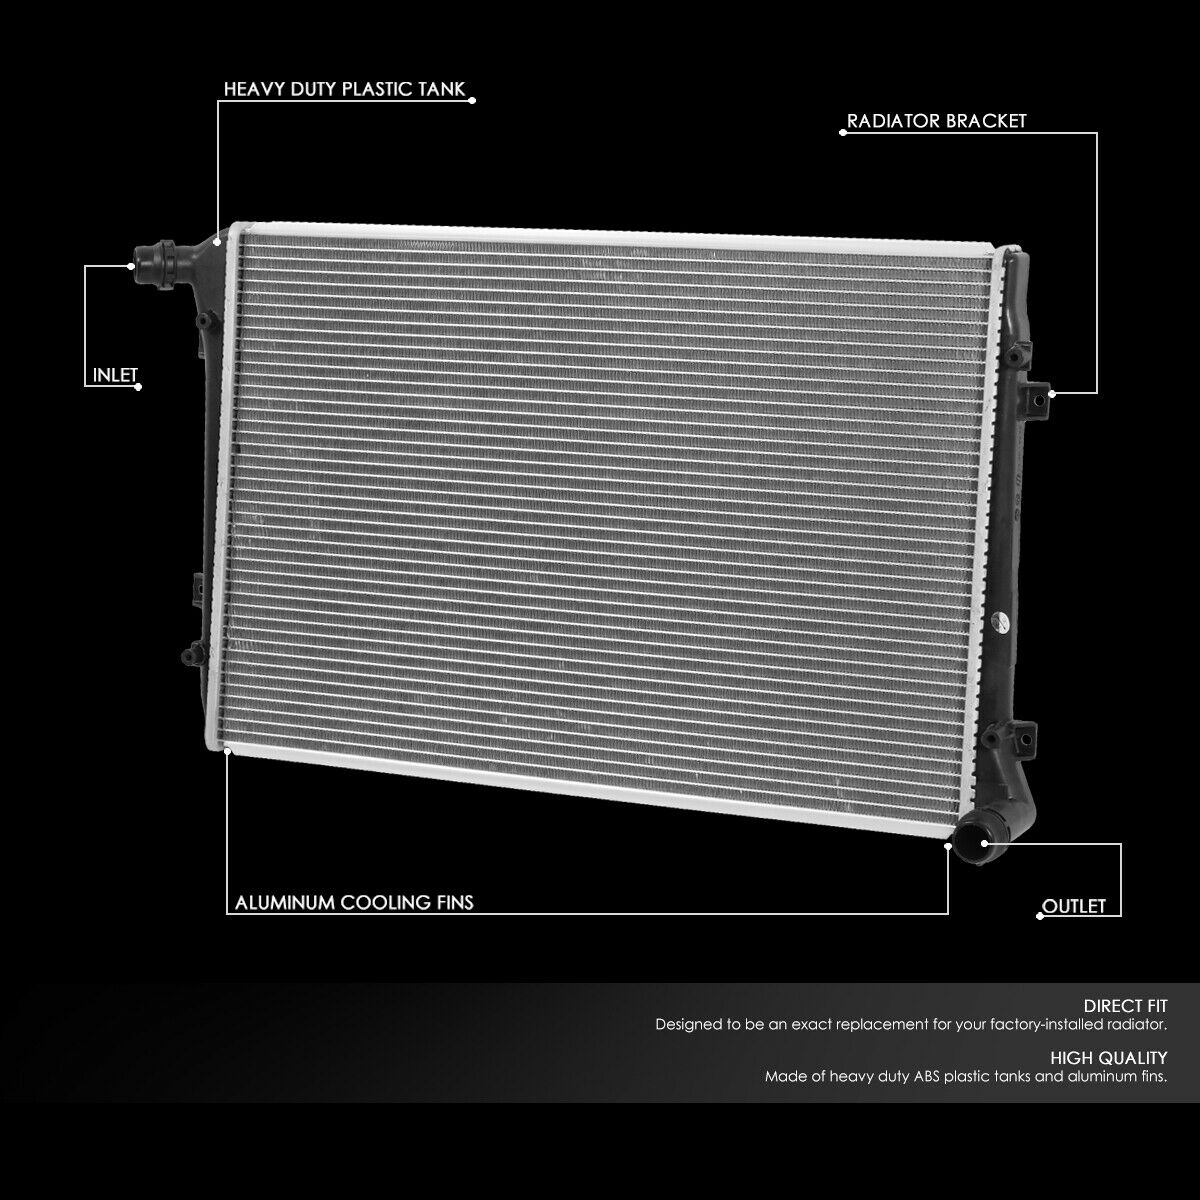 HEAVY DUTY PLASTIC TANK
RADIATOR BRACKET
INLET
ALUMINUM COOLING FINS
OUTLET
DIRECT FIT
Designed to be an exact replacement for your factory-installed radiator.
HIGH QUALITY
Made of heavy duty ABS plastic tanks and aluminum fins.